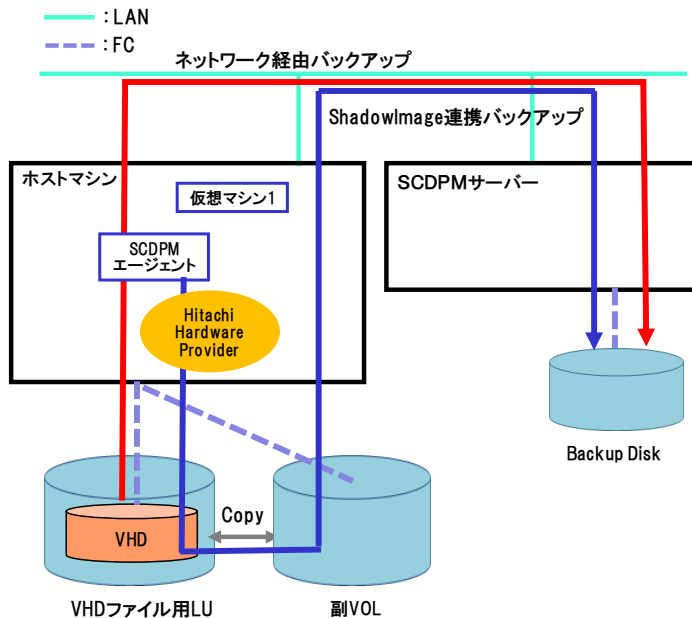 ：LAN
：FC
ネットワーク経由バックアップ
ShadowImage連携バックアップ
ホストマシン
仮想マシン1
SCDPMサーバー
SCDPM
エージェント
Hitachi
Hardware
Provider
Backup Disk
Copy
VHD
VHDファイル用LU
副VOL